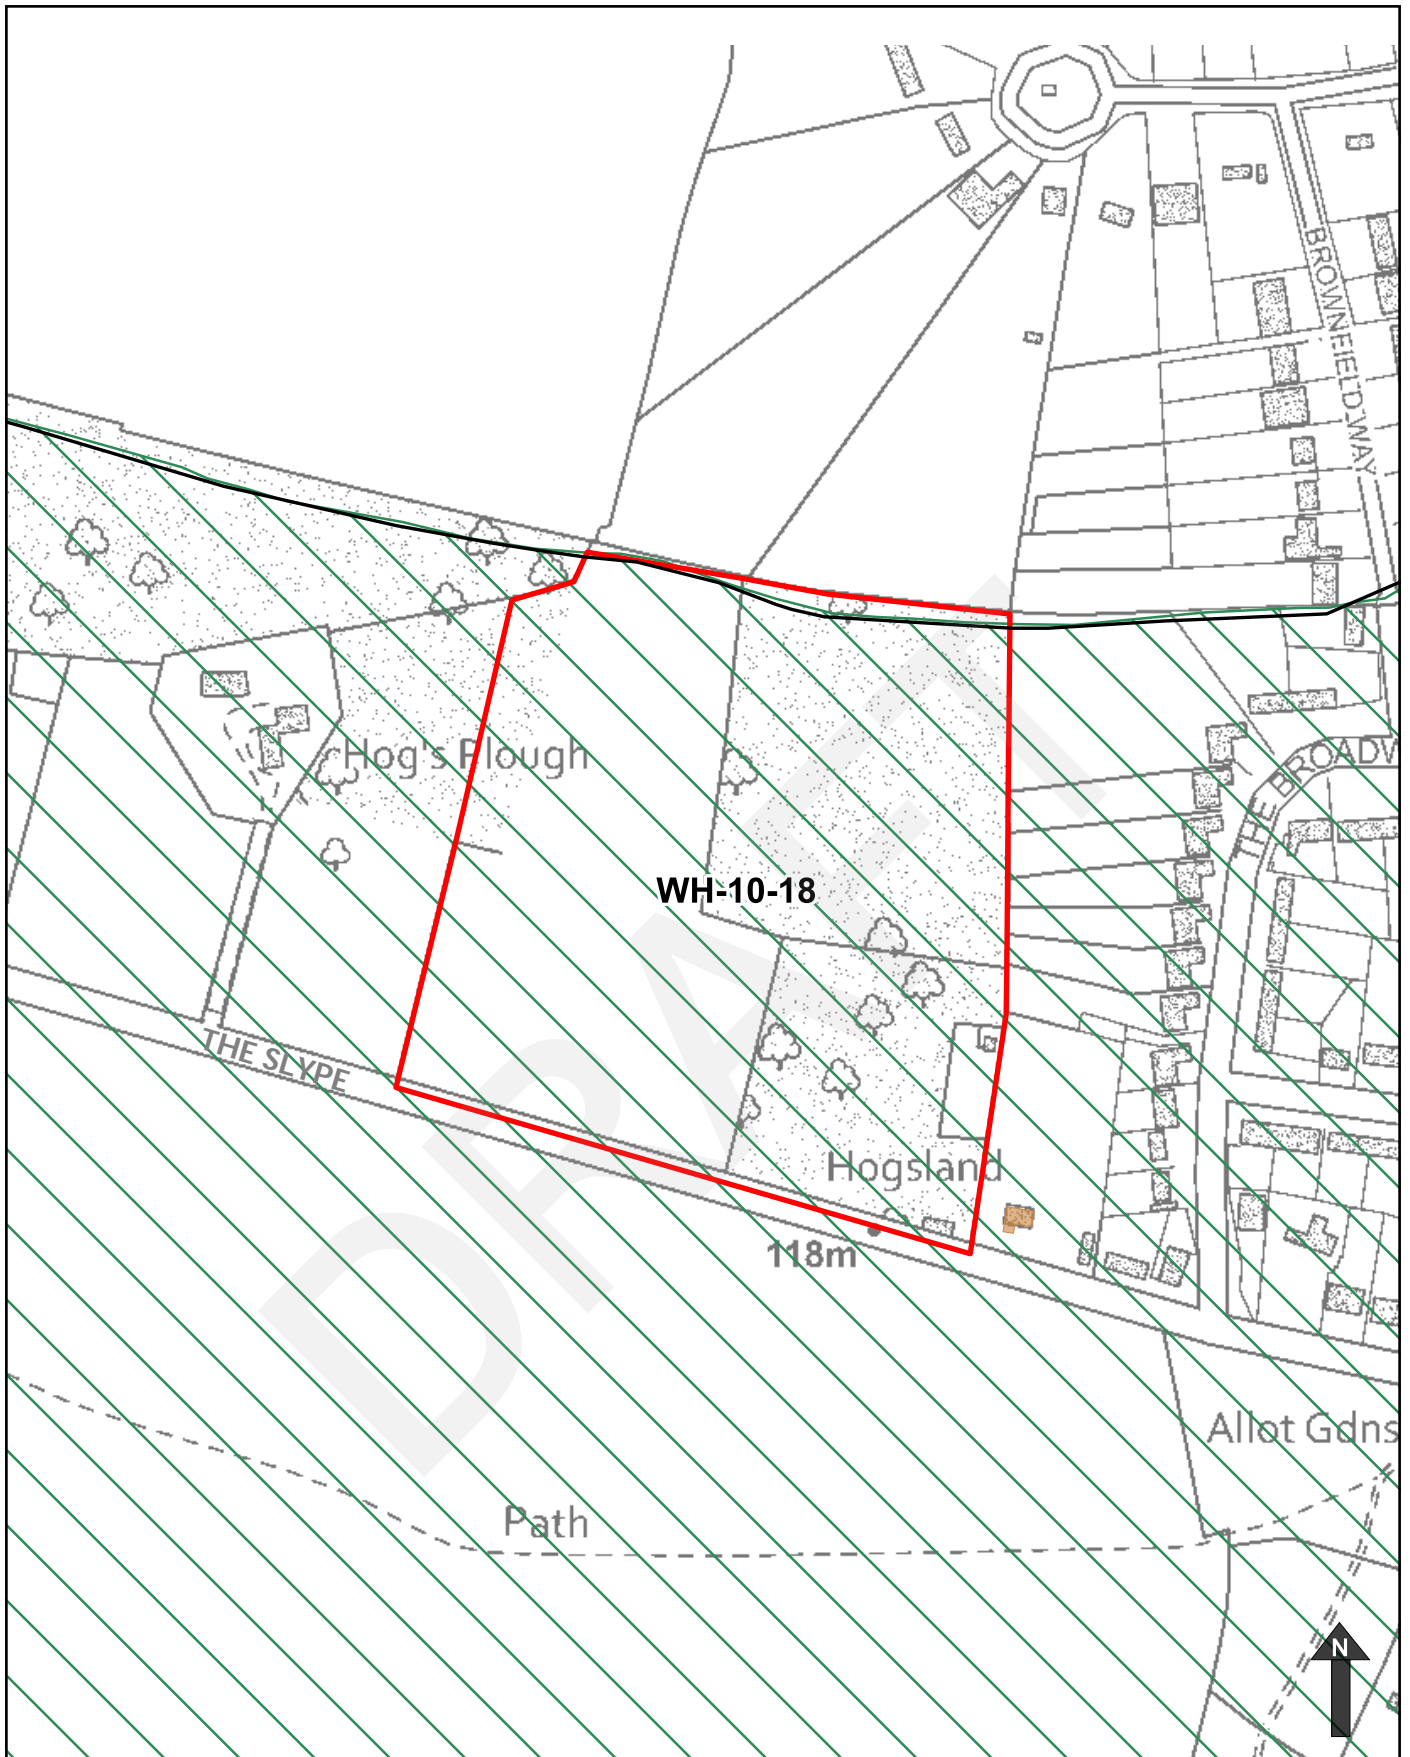 BROWNFIELD WAY
Hog's Plough
THE BROADW
WH-10-18
THE SLYPE
Hogsland
118m
Allot Gdns
Path
N
DRAFT